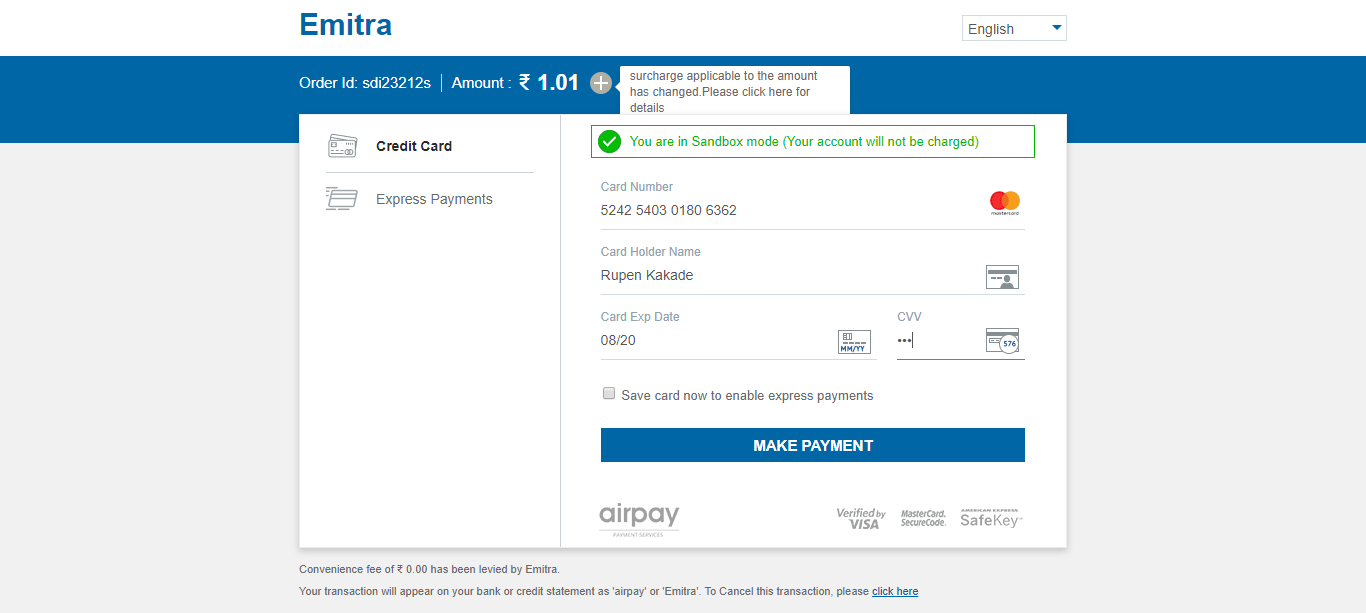 Emitra
English
Order Id: sdi23212s | Amount : ₹ 1.01
surcharge applicable to the amount
has changed.Please click here for
details
Credit Card
Express Payments
You are in Sandbox mode (Your account will not be charged)
Card Number
5242 5403 0180 6362
mastercard
Card Holder Name
Rupen Kakade
Card Exp Date
08/20
MM/YY
CVV
•••
576
Save card now to enable express payments
MAKE PAYMENT
airpay
PAYMENT SERVICES
Verified by
VISA
MasterCard.
SecureCode.
AMERICAN EXPRESS
SafeKey
Convenience fee of ₹ 0.00 has been levied by Emitra.
Your transaction will appear on your bank or credit statement as 'airpay' or 'Emitra'. To Cancel this transaction, please click here